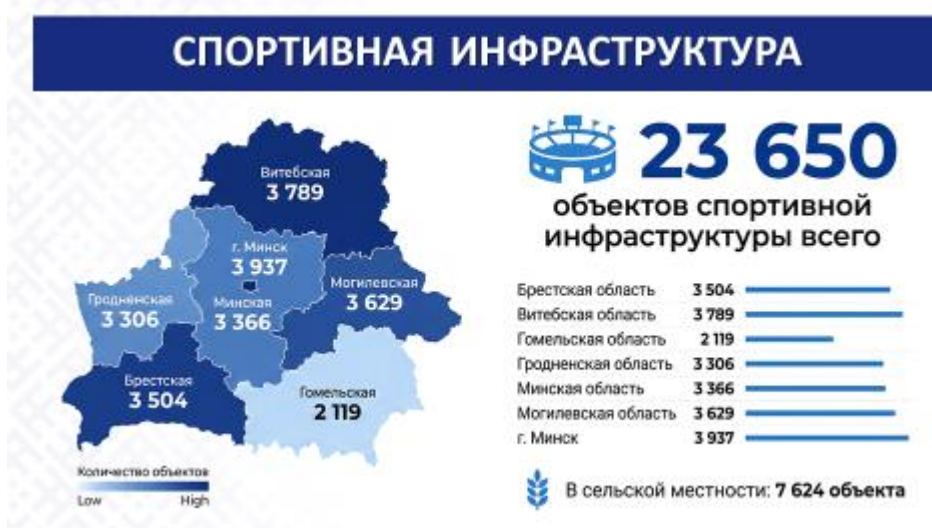 СПОРТИВНАЯ ИНФРАСТРУКТУРА
Витебская
3 789
г. Минск
3 937
Могилевская
3 629
Гродненская
3 306
Минская
3 366
Брестская
3 504
Гомельская
2 119
Количество объектов
Low High
23 650
объектов спортивной
инфраструктуры всего
Брестская область 3 504
Витебская область 3 789
Гомельская область 2 119
Гродненская область 3 306
Минская область 3 366
Могилевская область 3 629
г. Минск 3 937
В сельской местности: 7 624 объекта